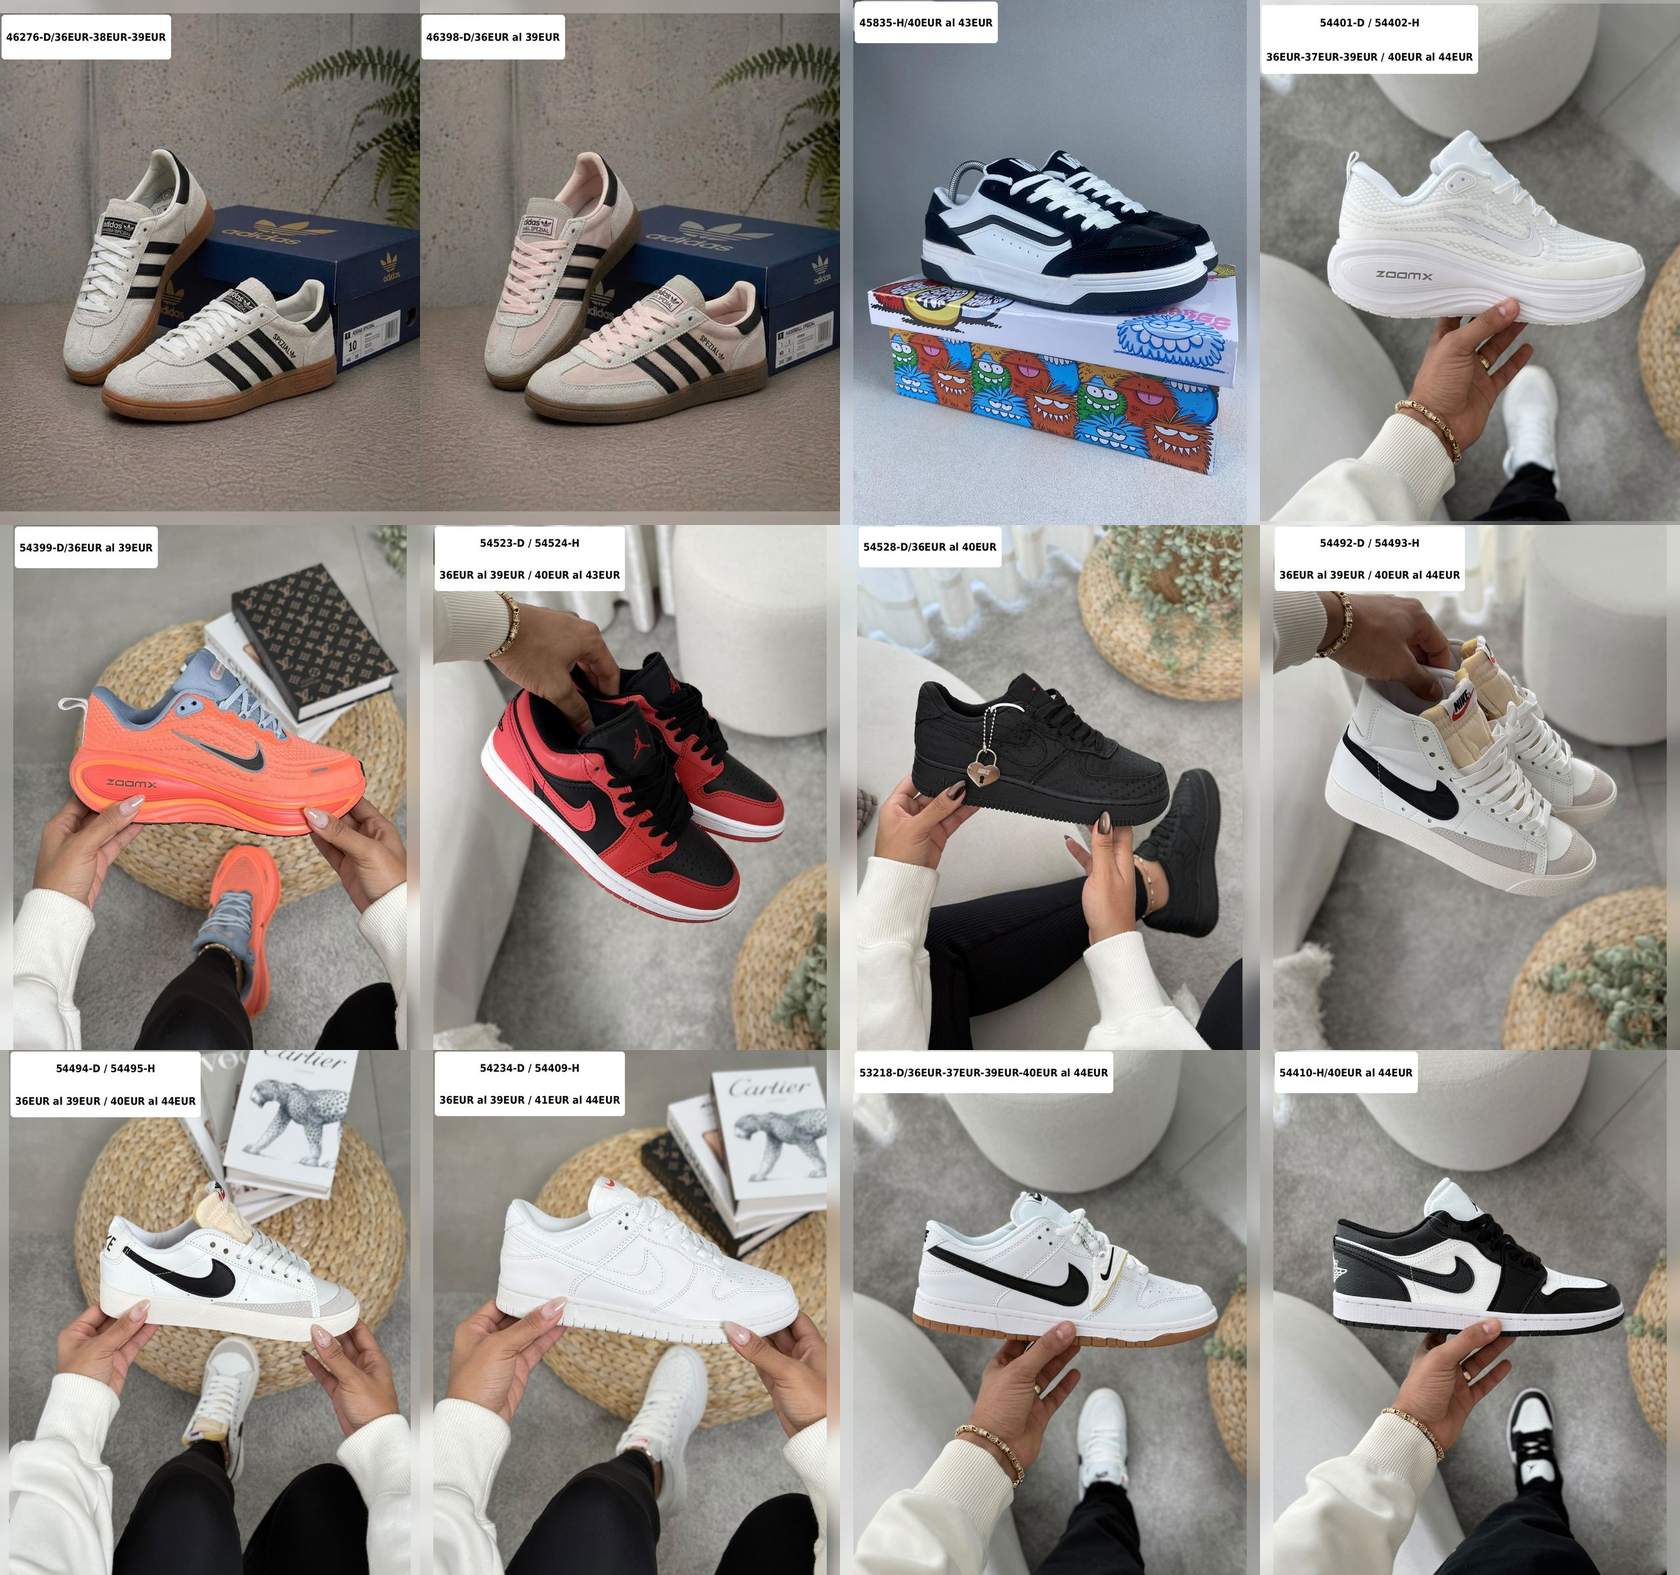 46276-D/36EUR-38EUR-39EUR
adidas
SPEZIAL
adidas
10
46398-D/36EUR al 39EUR
adidas
SPEZIAL
adidas
45835-H/40EUR al 43EUR
54401-D / 54402-H
36EUR-37EUR-39EUR / 40EUR al 44EUR
ZOOMX
54399-D/36EUR al 39EUR
ZOOMX
54523-D / 54524-H
36EUR al 39EUR / 40EUR al 43EUR
54528-D/36EUR al 40EUR
54492-D / 54493-H
36EUR al 39EUR / 40EUR al 44EUR
NIKE
54494-D / 54495-H
36EUR al 39EUR / 40EUR al 44EUR
Cartier
54234-D / 54409-H
36EUR al 39EUR / 41EUR al 44EUR
Cartier
53218-D/36EUR-37EUR-39EUR-40EUR al 44EUR
54410-H/40EUR al 44EUR